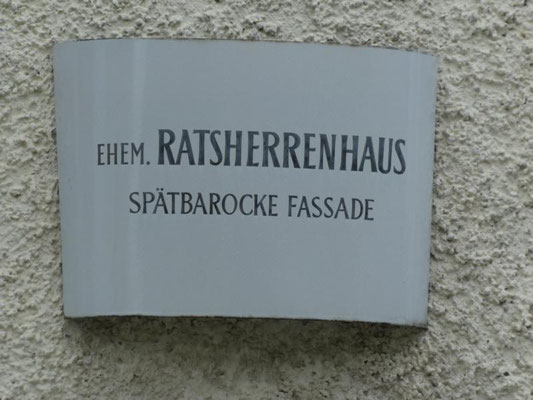 EHEM. RATSHERRENHAUS
SPÄTBAROCKE FASSADE